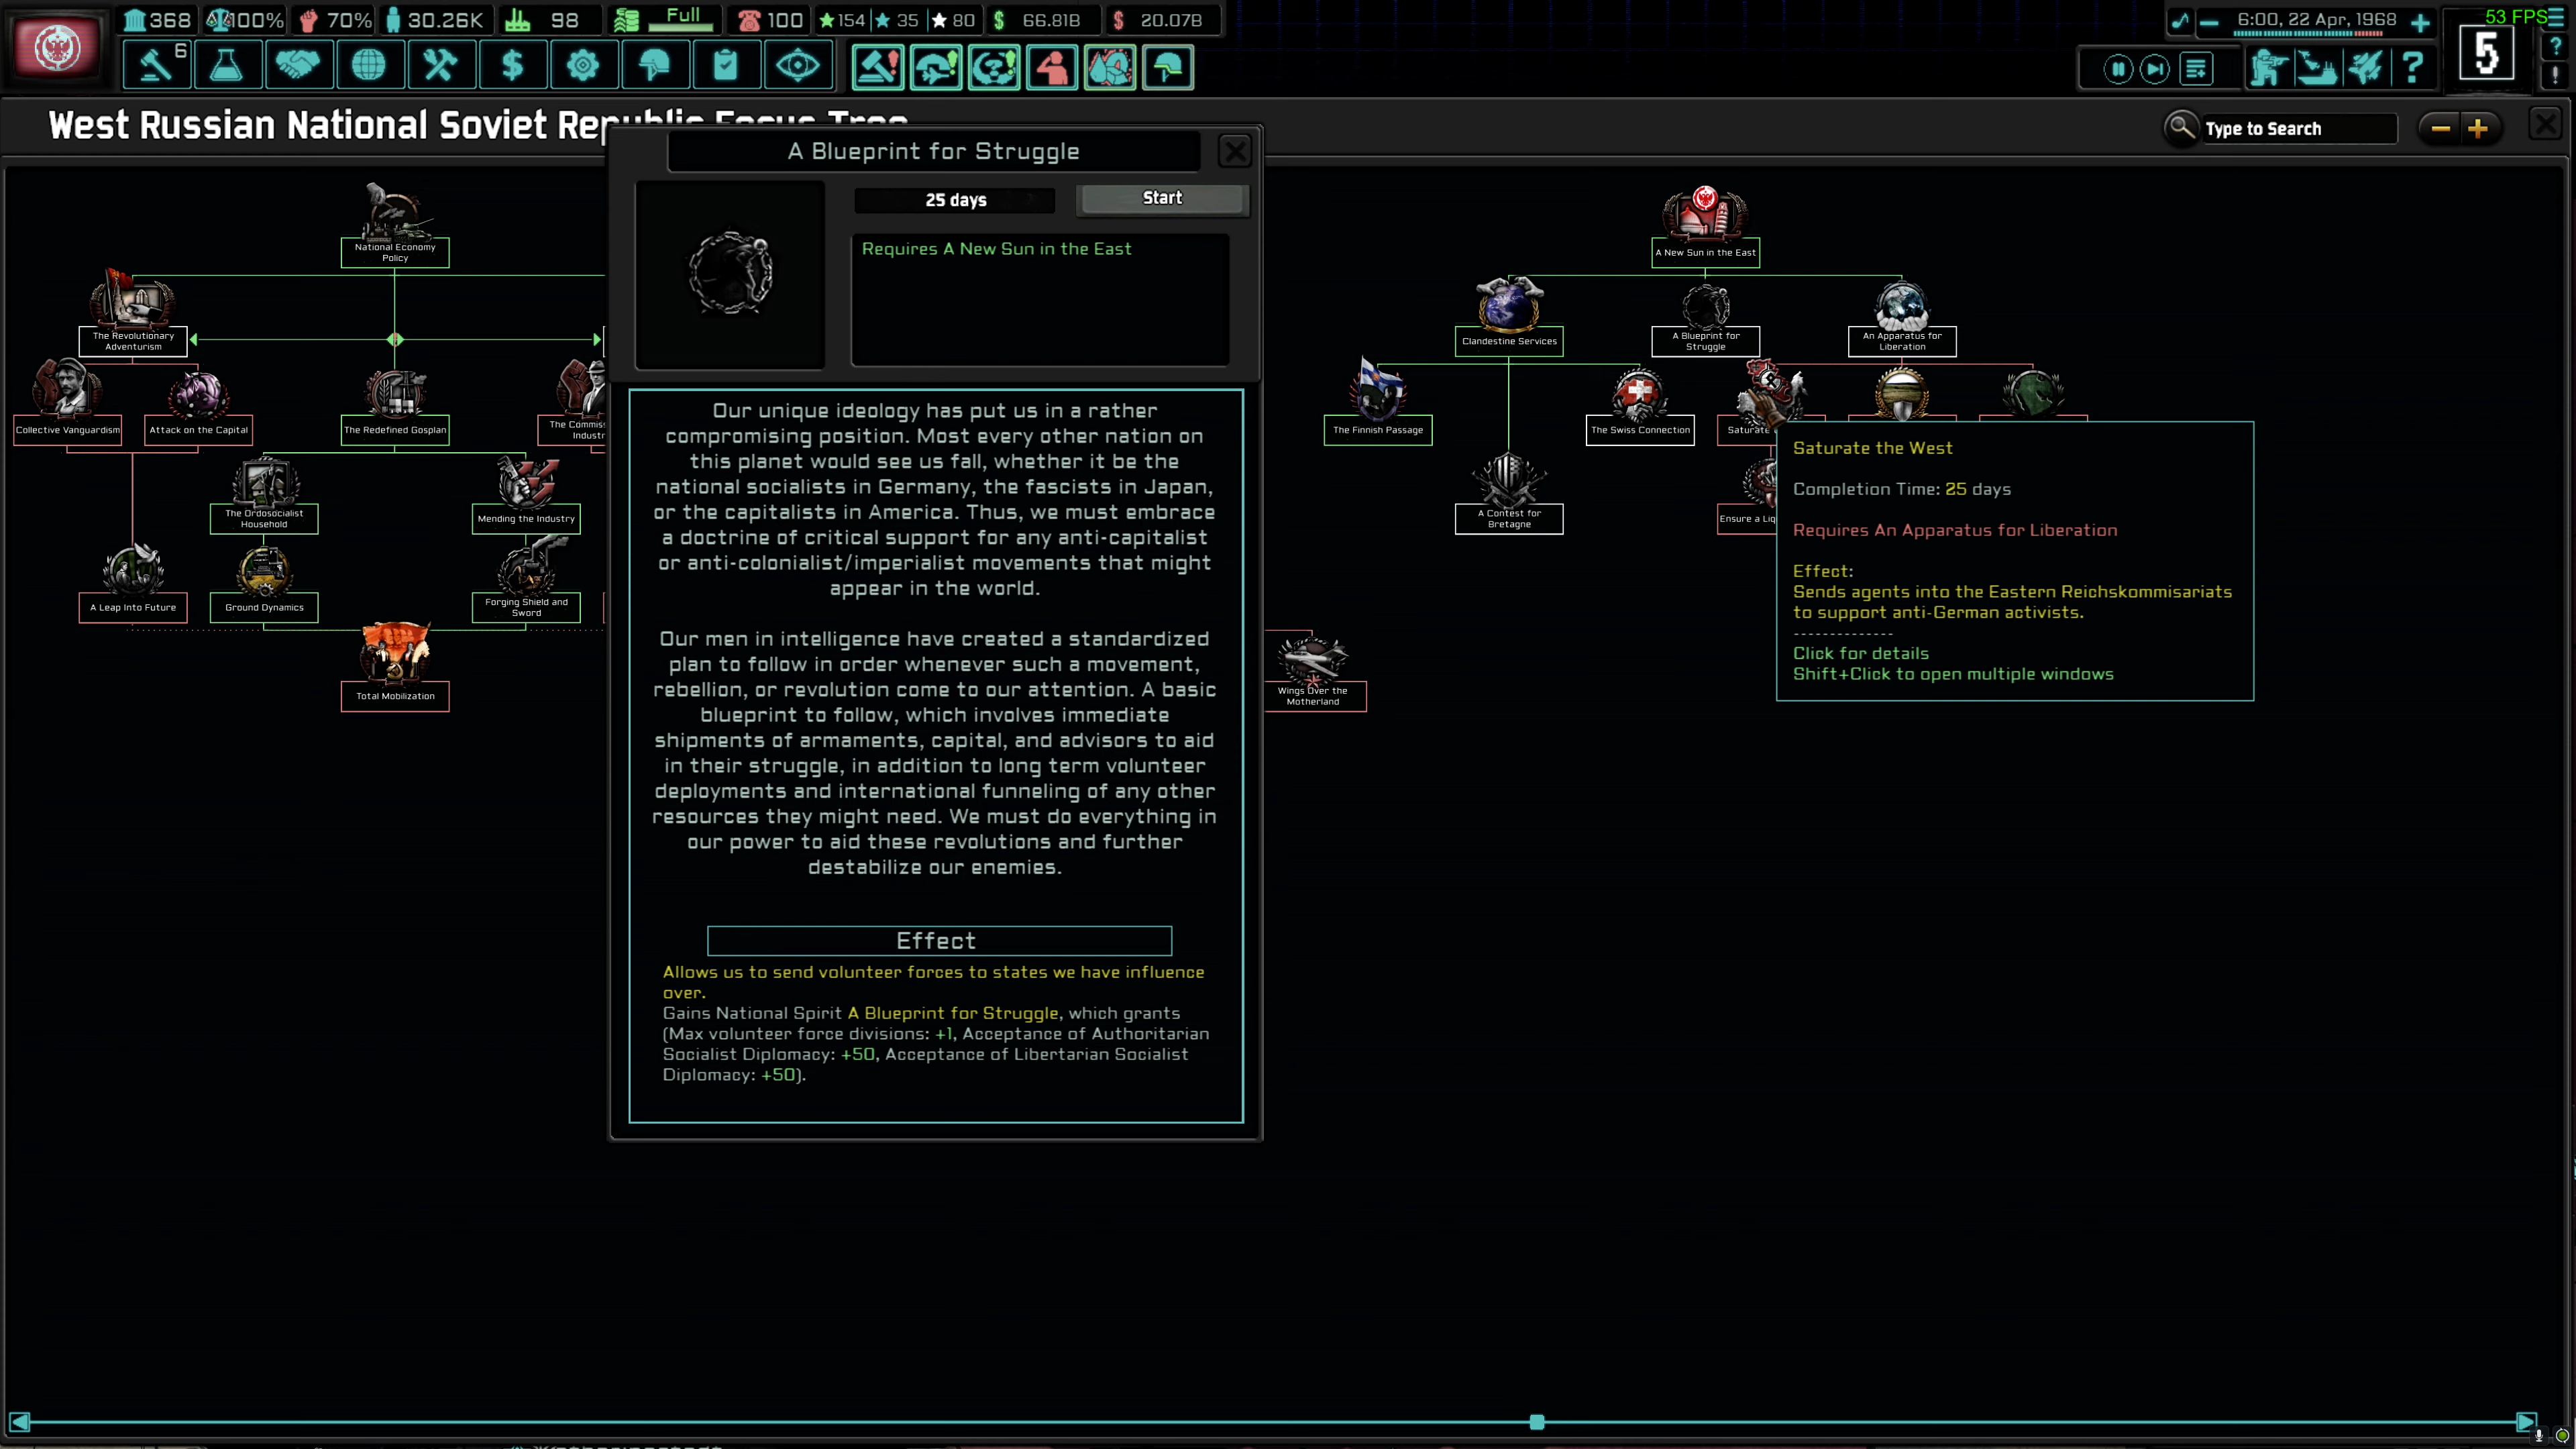 368
100%
70%
30.26K
98
Full
100
154
35
80
$ 66.81B
$ 20.07B
6:00, 22 Apr, 1968
53 FPS
5
6
West Russian National Soviet Republic Focus Tree
Type to Search
A Blueprint for Struggle
25 days
Start
Requires A New Sun in the East
Our unique ideology has put us in a rather
compromising position. Most every other nation on
this planet would see us fall, whether it be the
national socialists in Germany, the fascists in Japan,
or the capitalists in America. Thus, we must embrace
a doctrine of critical support for any anti-capitalist
or anti-colonialist/imperialist movements that might
appear in the world.
Our men in intelligence have created a standardized
plan to follow in order whenever such a movement,
rebellion, or revolution come to our attention. A basic
blueprint to follow, which involves immediate
shipments of armaments, capital, and advisors to aid
in their struggle, in addition to long term volunteer
deployments and international funneling of any other
resources they might need. We must do everything in
our power to aid these revolutions and further
destabilize our enemies.
Effect
Allows us to send volunteer forces to states we have influence
over.
Gains National Spirit A Blueprint for Struggle, which grants
(Max volunteer force divisions: +1, Acceptance of Authoritarian
Socialist Diplomacy: +50, Acceptance of Libertarian Socialist
Diplomacy: +50).
National Economy
Policy
The Revolutionary
Adventurism
Collective Vanguardism
Attack on the Capital
The Redefined Gosplan
The Commiss
Industr
The Ordosocialist
Household
Mending the Industry
A Leap Into Future
Ground Dynamics
Forging Shield and
Sword
Total Mobilization
A New Sun in the East
Clandestine Services
A Blueprint for
Struggle
An Apparatus for
Liberation
The Finnish Passage
The Swiss Connection
Saturate
A Contest for
Bretagne
Ensure a Liq
Wings Over the
Motherland
Saturate the West
Completion Time: 25 days
Requires An Apparatus for Liberation
Effect:
Sends agents into the Eastern Reichskommisariats
to support anti-German activists.
--------------
Click for details
Shift+Click to open multiple windows